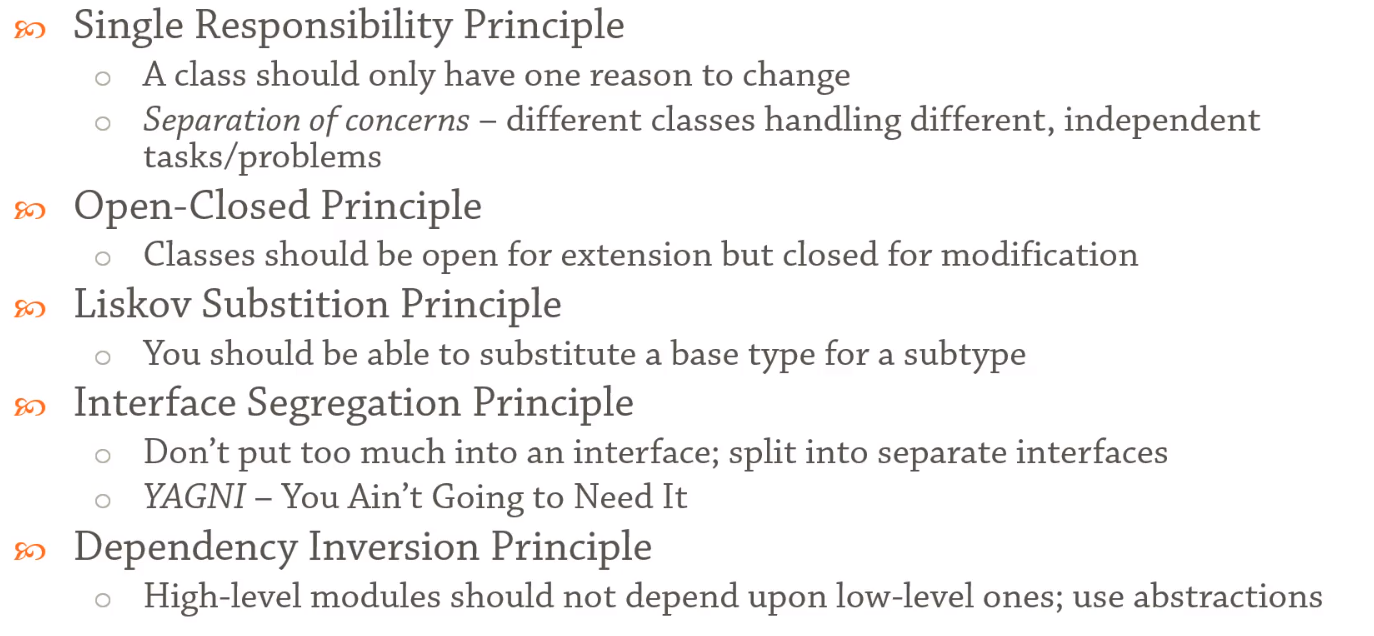 Single Responsibility Principle
A class should only have one reason to change
Separation of concerns – different classes handling different, independent
tasks/problems
Open-Closed Principle
Classes should be open for extension but closed for modification
Liskov Substition Principle
You should be able to substitute a base type for a subtype
Interface Segregation Principle
Don’t put too much into an interface; split into separate interfaces
YAGNI – You Ain’t Going to Need It
Dependency Inversion Principle
High-level modules should not depend upon low-level ones; use abstractions